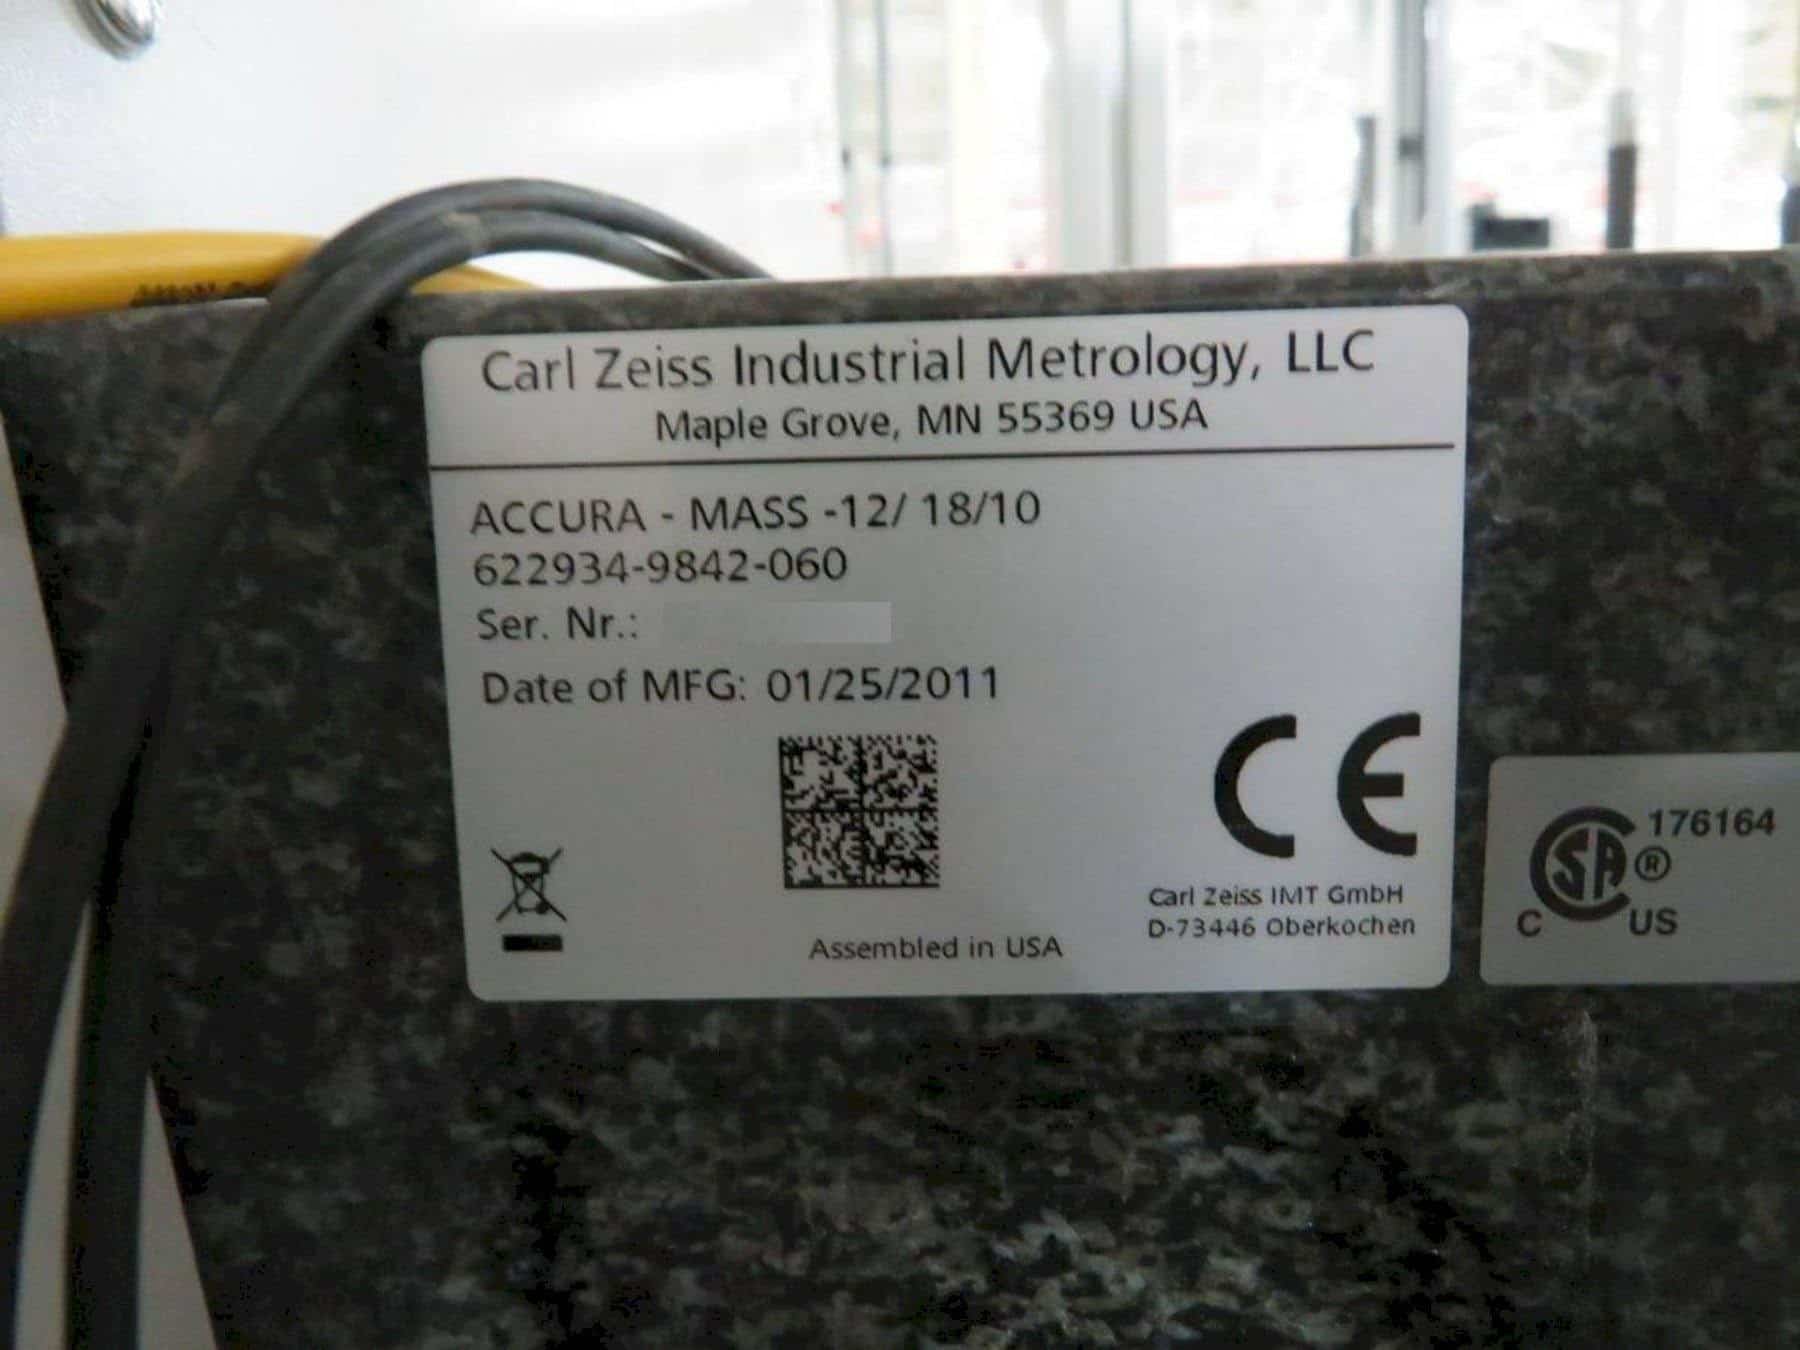 Carl Zeiss Industrial Metrology, LLC
Maple Grove, MN 55369 USA
ACCURA - MASS -12/ 18/10
622934-9842-060
Ser. Nr.:
Date of MFG: 01/25/2011
CE
Carl Zeiss IMT GmbH
D-73446 Oberkochen
Assembled in USA
176164
SA ®
C US